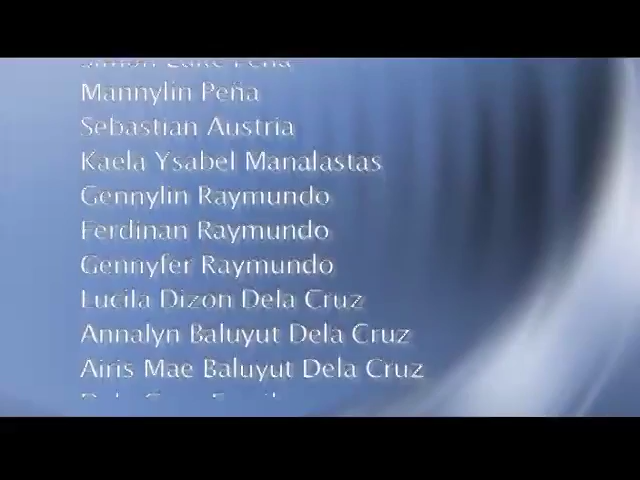 Mannylin Peña
Sebastian Austria
Kaela Ysabel Manalastas
Gennylin Raymundo
Ferdinan Raymundo
Gennyfer Raymundo
Lucila Dizon Dela Cruz
Annalyn Baluyut Dela Cruz
Airis Mae Baluyut Dela Cruz